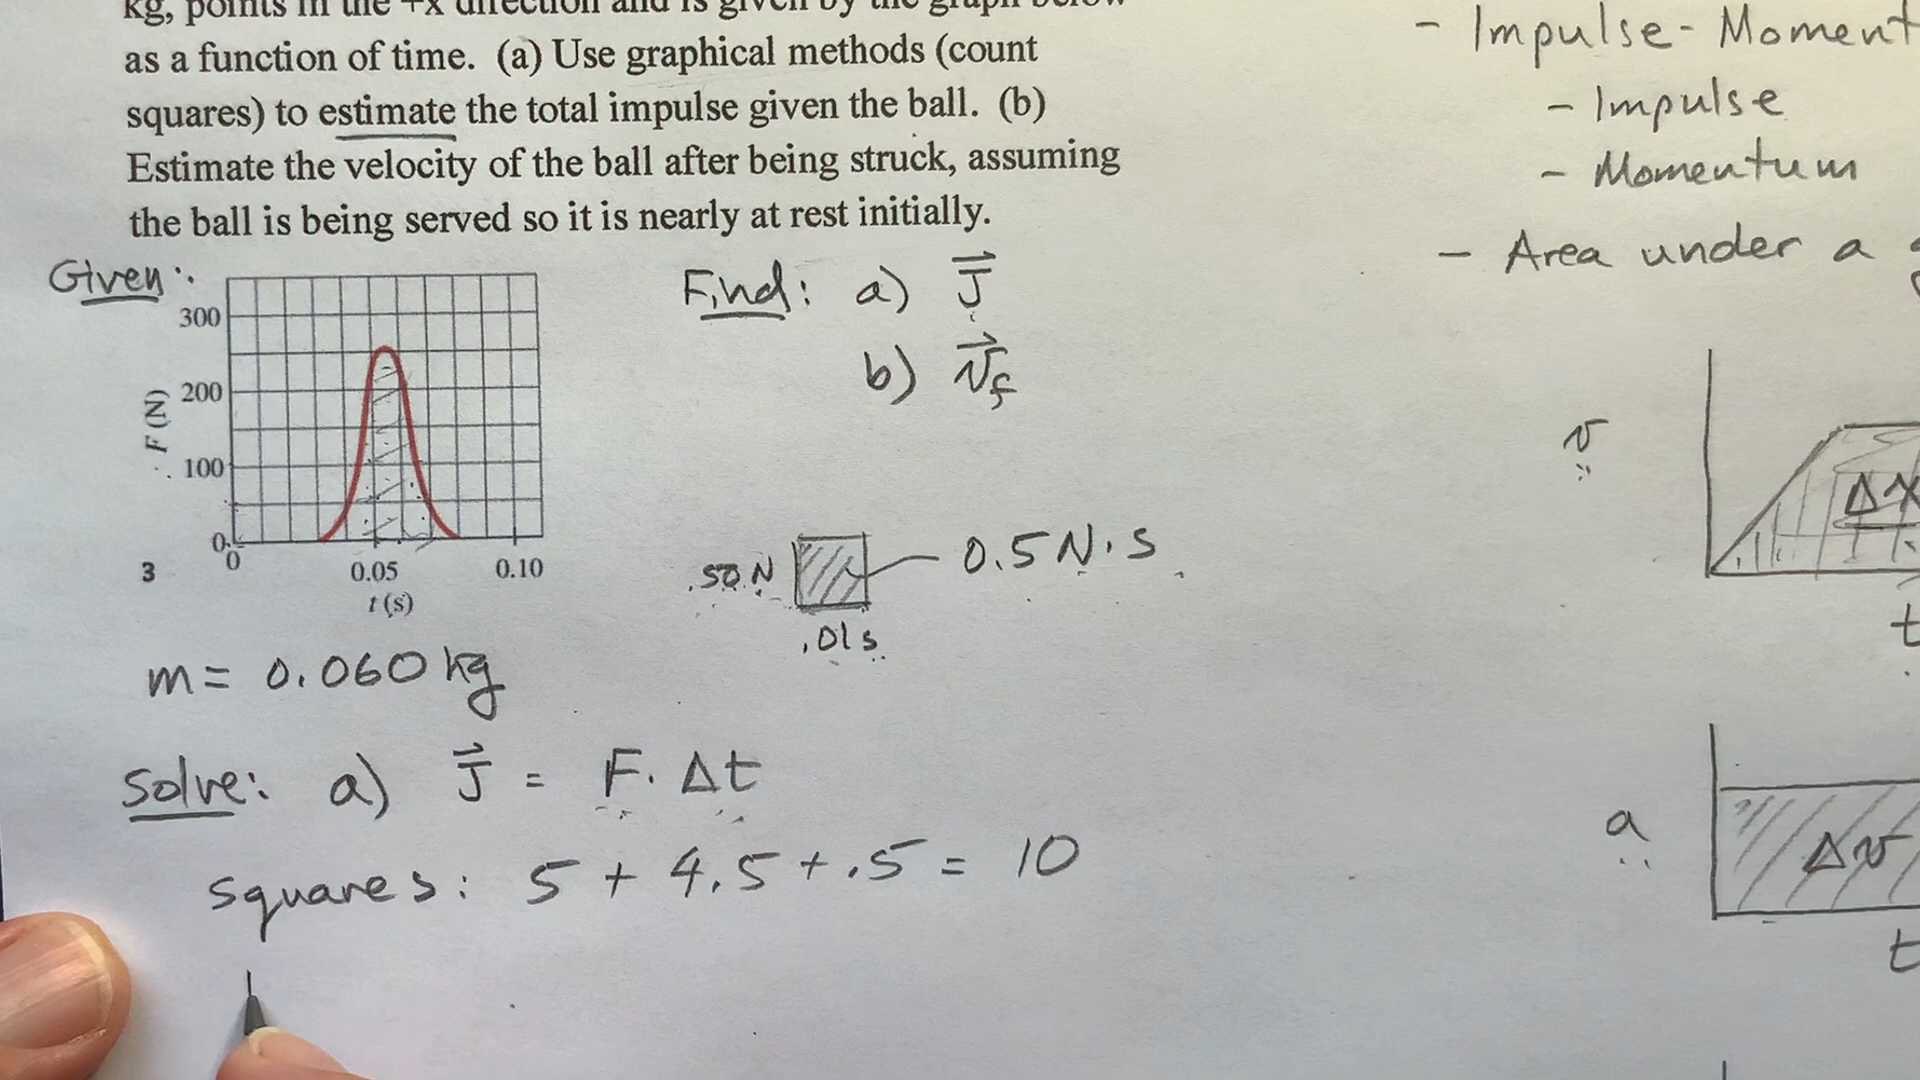 kg, points in the +x direction and is given by the graph below
as a function of time. (a) Use graphical methods (count
squares) to estimate the total impulse given the ball. (b)
Estimate the velocity of the ball after being struck, assuming
the ball is being served so it is nearly at rest initially.
Given:
300
200
100
0
F (N)
0
0.05
0.10
t (s)
3
m = 0.060 kg
Find: a) J
b) vf
50 N
.01 s
0.5 N·s
Solve: a) J = F · Δt
squares: 5 + 4.5 + .5 = 10
- Impulse - Moment
- Impulse
- Momentum
- Area under a
v
Δx
t
a
Δv
t